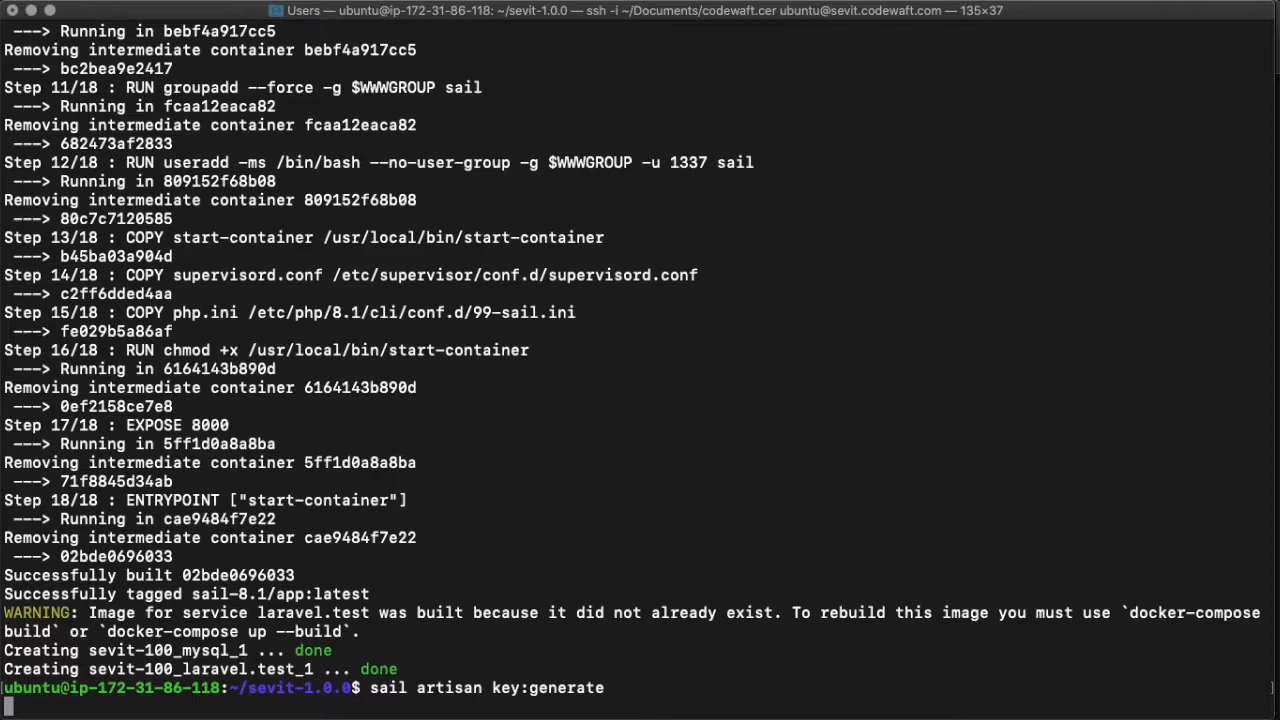 Users — ubuntu@ip-172-31-86-118: ~/sevit-1.0.0 — ssh -i ~/Documents/codewaft.cer ubuntu@sevit.codewaft.com — 135×37
---> Running in bebf4a917cc5
Removing intermediate container bebf4a917cc5
---> bc2bea9e2417
Step 11/18 : RUN groupadd --force -g $WWWGROUP sail
---> Running in fcaa12eaca82
Removing intermediate container fcaa12eaca82
---> 682473af2833
Step 12/18 : RUN useradd -ms /bin/bash --no-user-group -g $WWWGROUP -u 1337 sail
---> Running in 809152f68b08
Removing intermediate container 809152f68b08
---> 80c7c7120585
Step 13/18 : COPY start-container /usr/local/bin/start-container
---> b45ba03a904d
Step 14/18 : COPY supervisord.conf /etc/supervisor/conf.d/supervisord.conf
---> c2ff6dded4aa
Step 15/18 : COPY php.ini /etc/php/8.1/cli/conf.d/99-sail.ini
---> fe029b5a86af
Step 16/18 : RUN chmod +x /usr/local/bin/start-container
---> Running in 6164143b890d
Removing intermediate container 6164143b890d
---> 0ef2158ce7e8
Step 17/18 : EXPOSE 8000
---> Running in 5ff1d0a8a8ba
Removing intermediate container 5ff1d0a8a8ba
---> 71f8845d34ab
Step 18/18 : ENTRYPOINT ["start-container"]
---> Running in cae9484f7e22
Removing intermediate container cae9484f7e22
---> 02bde0696033
Successfully built 02bde0696033
Successfully tagged sail-8.1/app:latest
WARNING: Image for service laravel.test was built because it did not already exist. To rebuild this image you must use `docker-compose
build` or `docker-compose up --build`.
Creating sevit-100_mysql_1 ... done
Creating sevit-100_laravel.test_1 ... done
[ubuntu@ip-172-31-86-118:~/sevit-1.0.0$ sail artisan key:generate ]